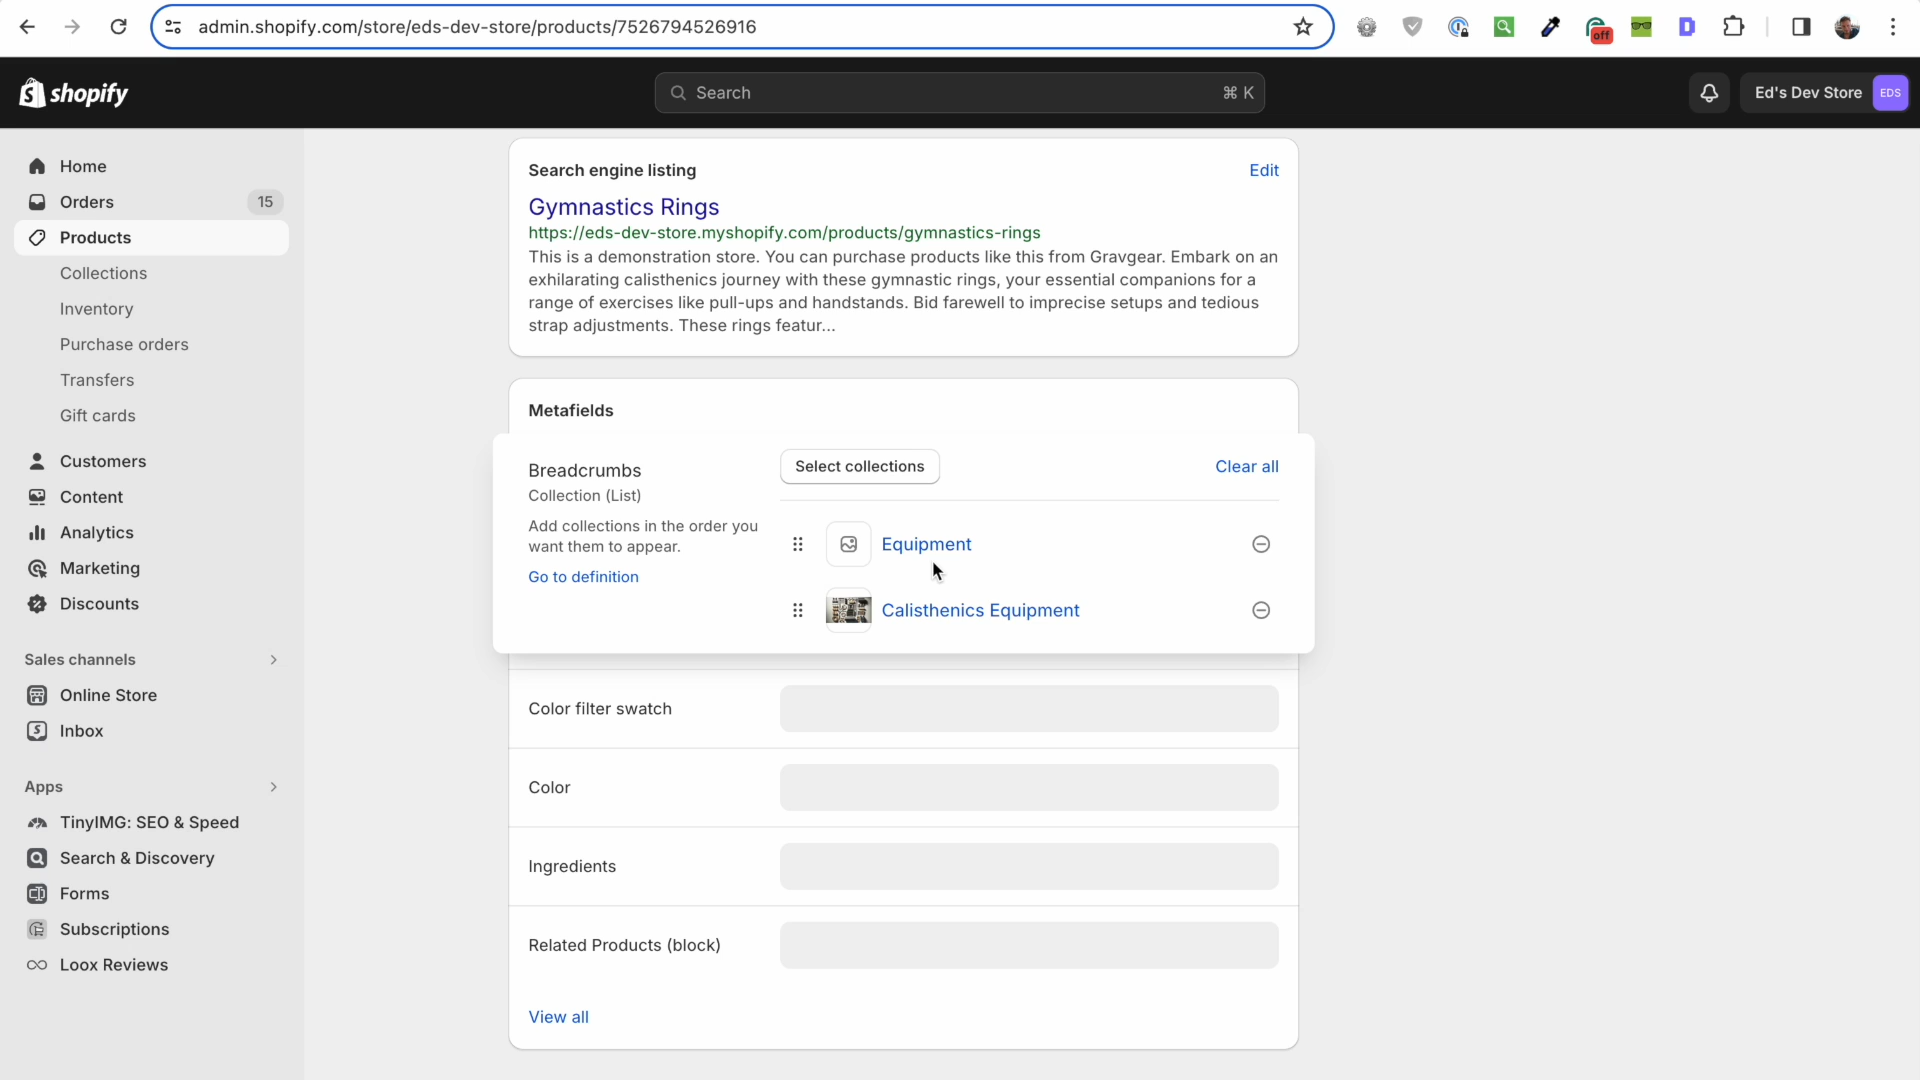 admin.shopify.com/store/eds-dev-store/products/7526794526916
off
shopify
Search
⌘ K
Ed's Dev Store
EDS
Home
Orders
15
Products
Collections
Inventory
Purchase orders
Transfers
Gift cards
Customers
Content
Analytics
Marketing
Discounts
Sales channels
Online Store
Inbox
Apps
TinyIMG: SEO & Speed
Search & Discovery
Forms
Subscriptions
Loox Reviews
Search engine listing
Edit
Gymnastics Rings
https://eds-dev-store.myshopify.com/products/gymnastics-rings
This is a demonstration store. You can purchase products like this from Gravgear. Embark on an
exhilarating calisthenics journey with these gymnastic rings, your essential companions for a
range of exercises like pull-ups and handstands. Bid farewell to imprecise setups and tedious
strap adjustments. These rings featur...
Metafields
Breadcrumbs
Collection (List)
Add collections in the order you
want them to appear.
Go to definition
Select collections
Clear all
Equipment
Calisthenics Equipment
Color filter swatch
Color
Ingredients
Related Products (block)
View all